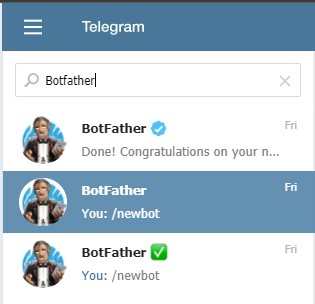 Telegram
Botfather
BotFather
Fri
Done! Congratulations on your n...
BotFather
Fri
You: /newbot
BotFather ✅
Fri
You: /newbot